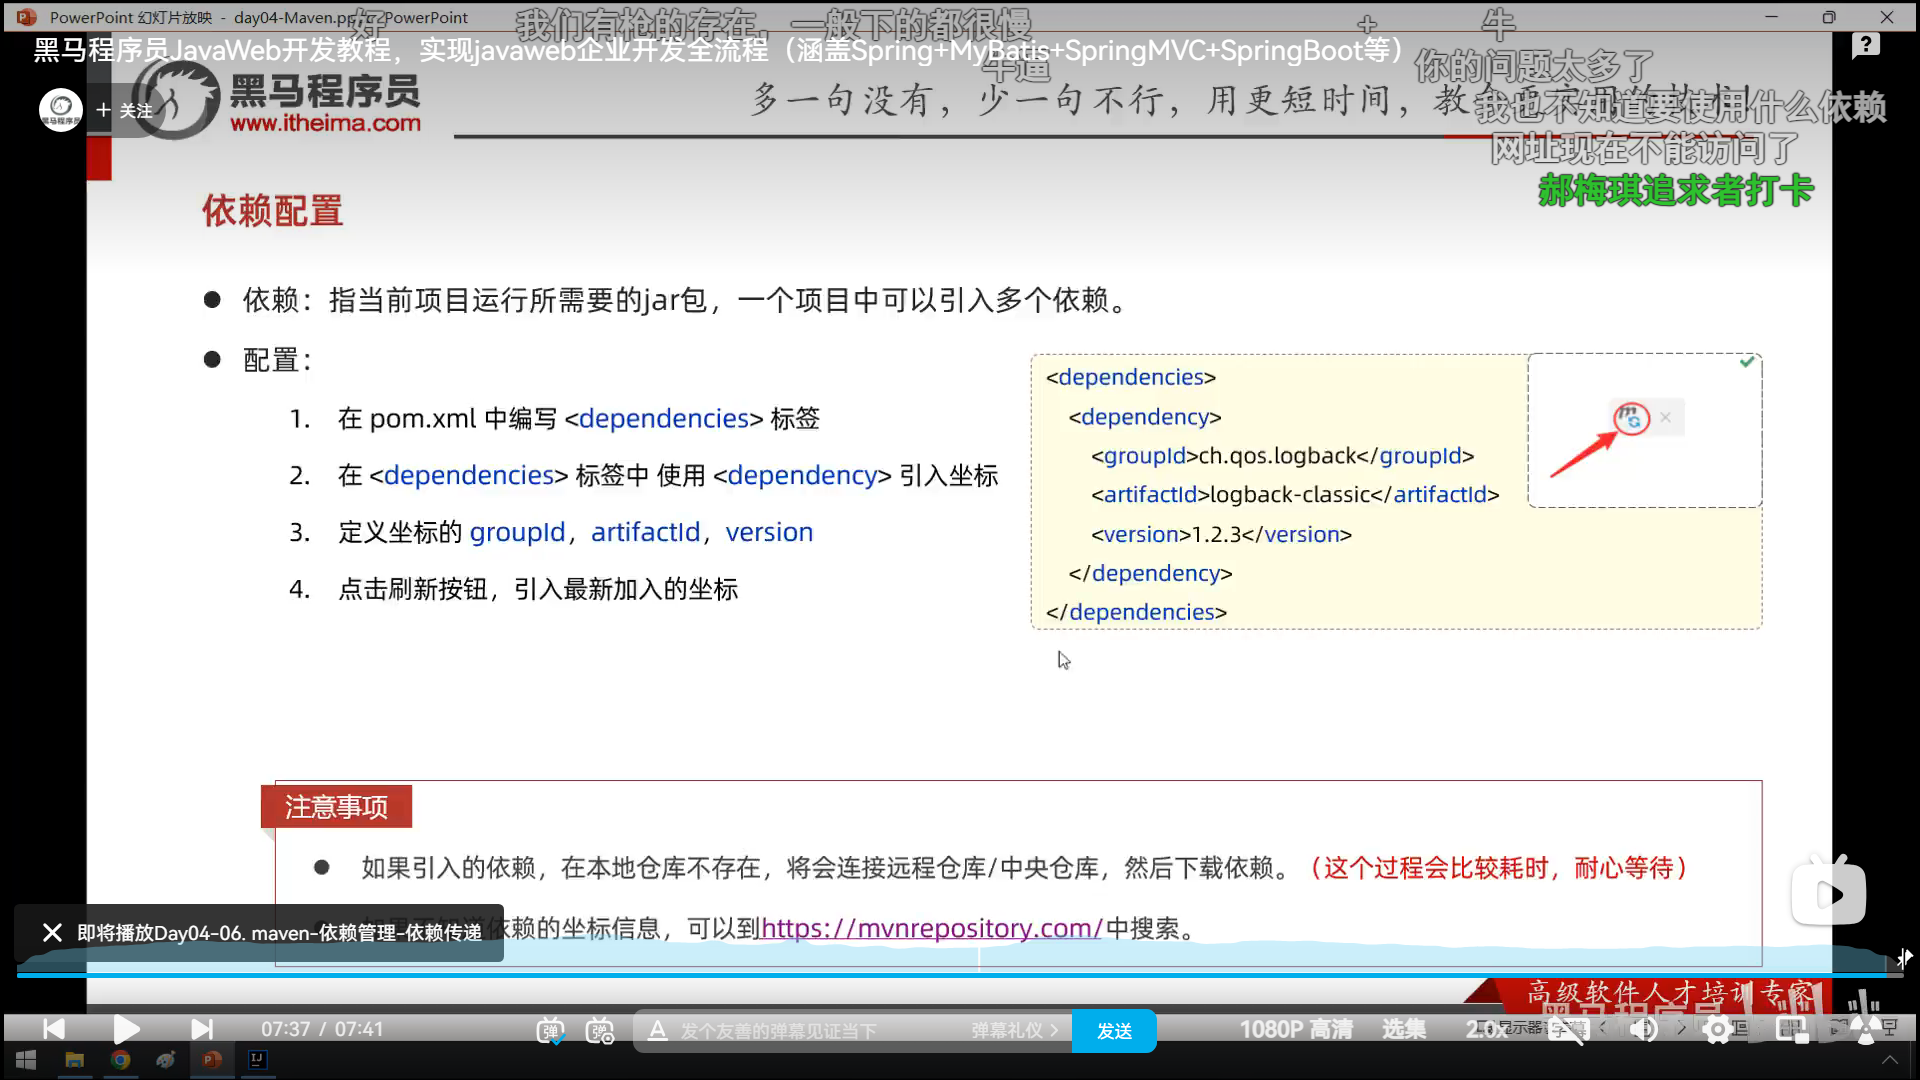 PowerPoint 幻灯片放映 - day04-Maven.pptx PowerPoint
好
我们有枪的存在，一般下的都很慢
+
牛
黑马程序员JavaWeb开发教程，实现javaweb企业开发全流程（涵盖Spring+MyBatis+SpringMVC+SpringBoot等）
?
牛逼
你的问题太多了
黑马程序员
www.itheima.com
多一句没有，少一句不行，用更短时间，教
我也不知道要使用什么依赖
+ 关注
网址现在不能访问了
郝梅琪追求者打卡
依赖配置
依赖：指当前项目运行所需要的jar包，一个项目中可以引入多个依赖。
配置：
1. 在 pom.xml 中编写 <dependencies> 标签
2. 在 <dependencies> 标签中 使用 <dependency> 引入坐标
3. 定义坐标的 groupId，artifactId，version
4. 点击刷新按钮，引入最新加入的坐标
<dependencies>
<dependency>
<groupId>ch.qos.logback</groupId>
<artifactId>logback-classic</artifactId>
<version>1.2.3</version>
</dependency>
</dependencies>
m
注意事项
如果引入的依赖，在本地仓库不存在，将会连接远程仓库/中央仓库，然后下载依赖。（这个过程会比较耗时，耐心等待）
依赖的坐标信息，可以到https://mvnrepository.com/中搜索。
即将播放Day04-06. maven-依赖管理-依赖传递
高级软件人才培训专家
黑马程序员
07:37 / 07:41
弹
弹
A 发个友善的弹幕见证当下
弹幕礼仪 >
发送
1080P 高清
选集
2.0x